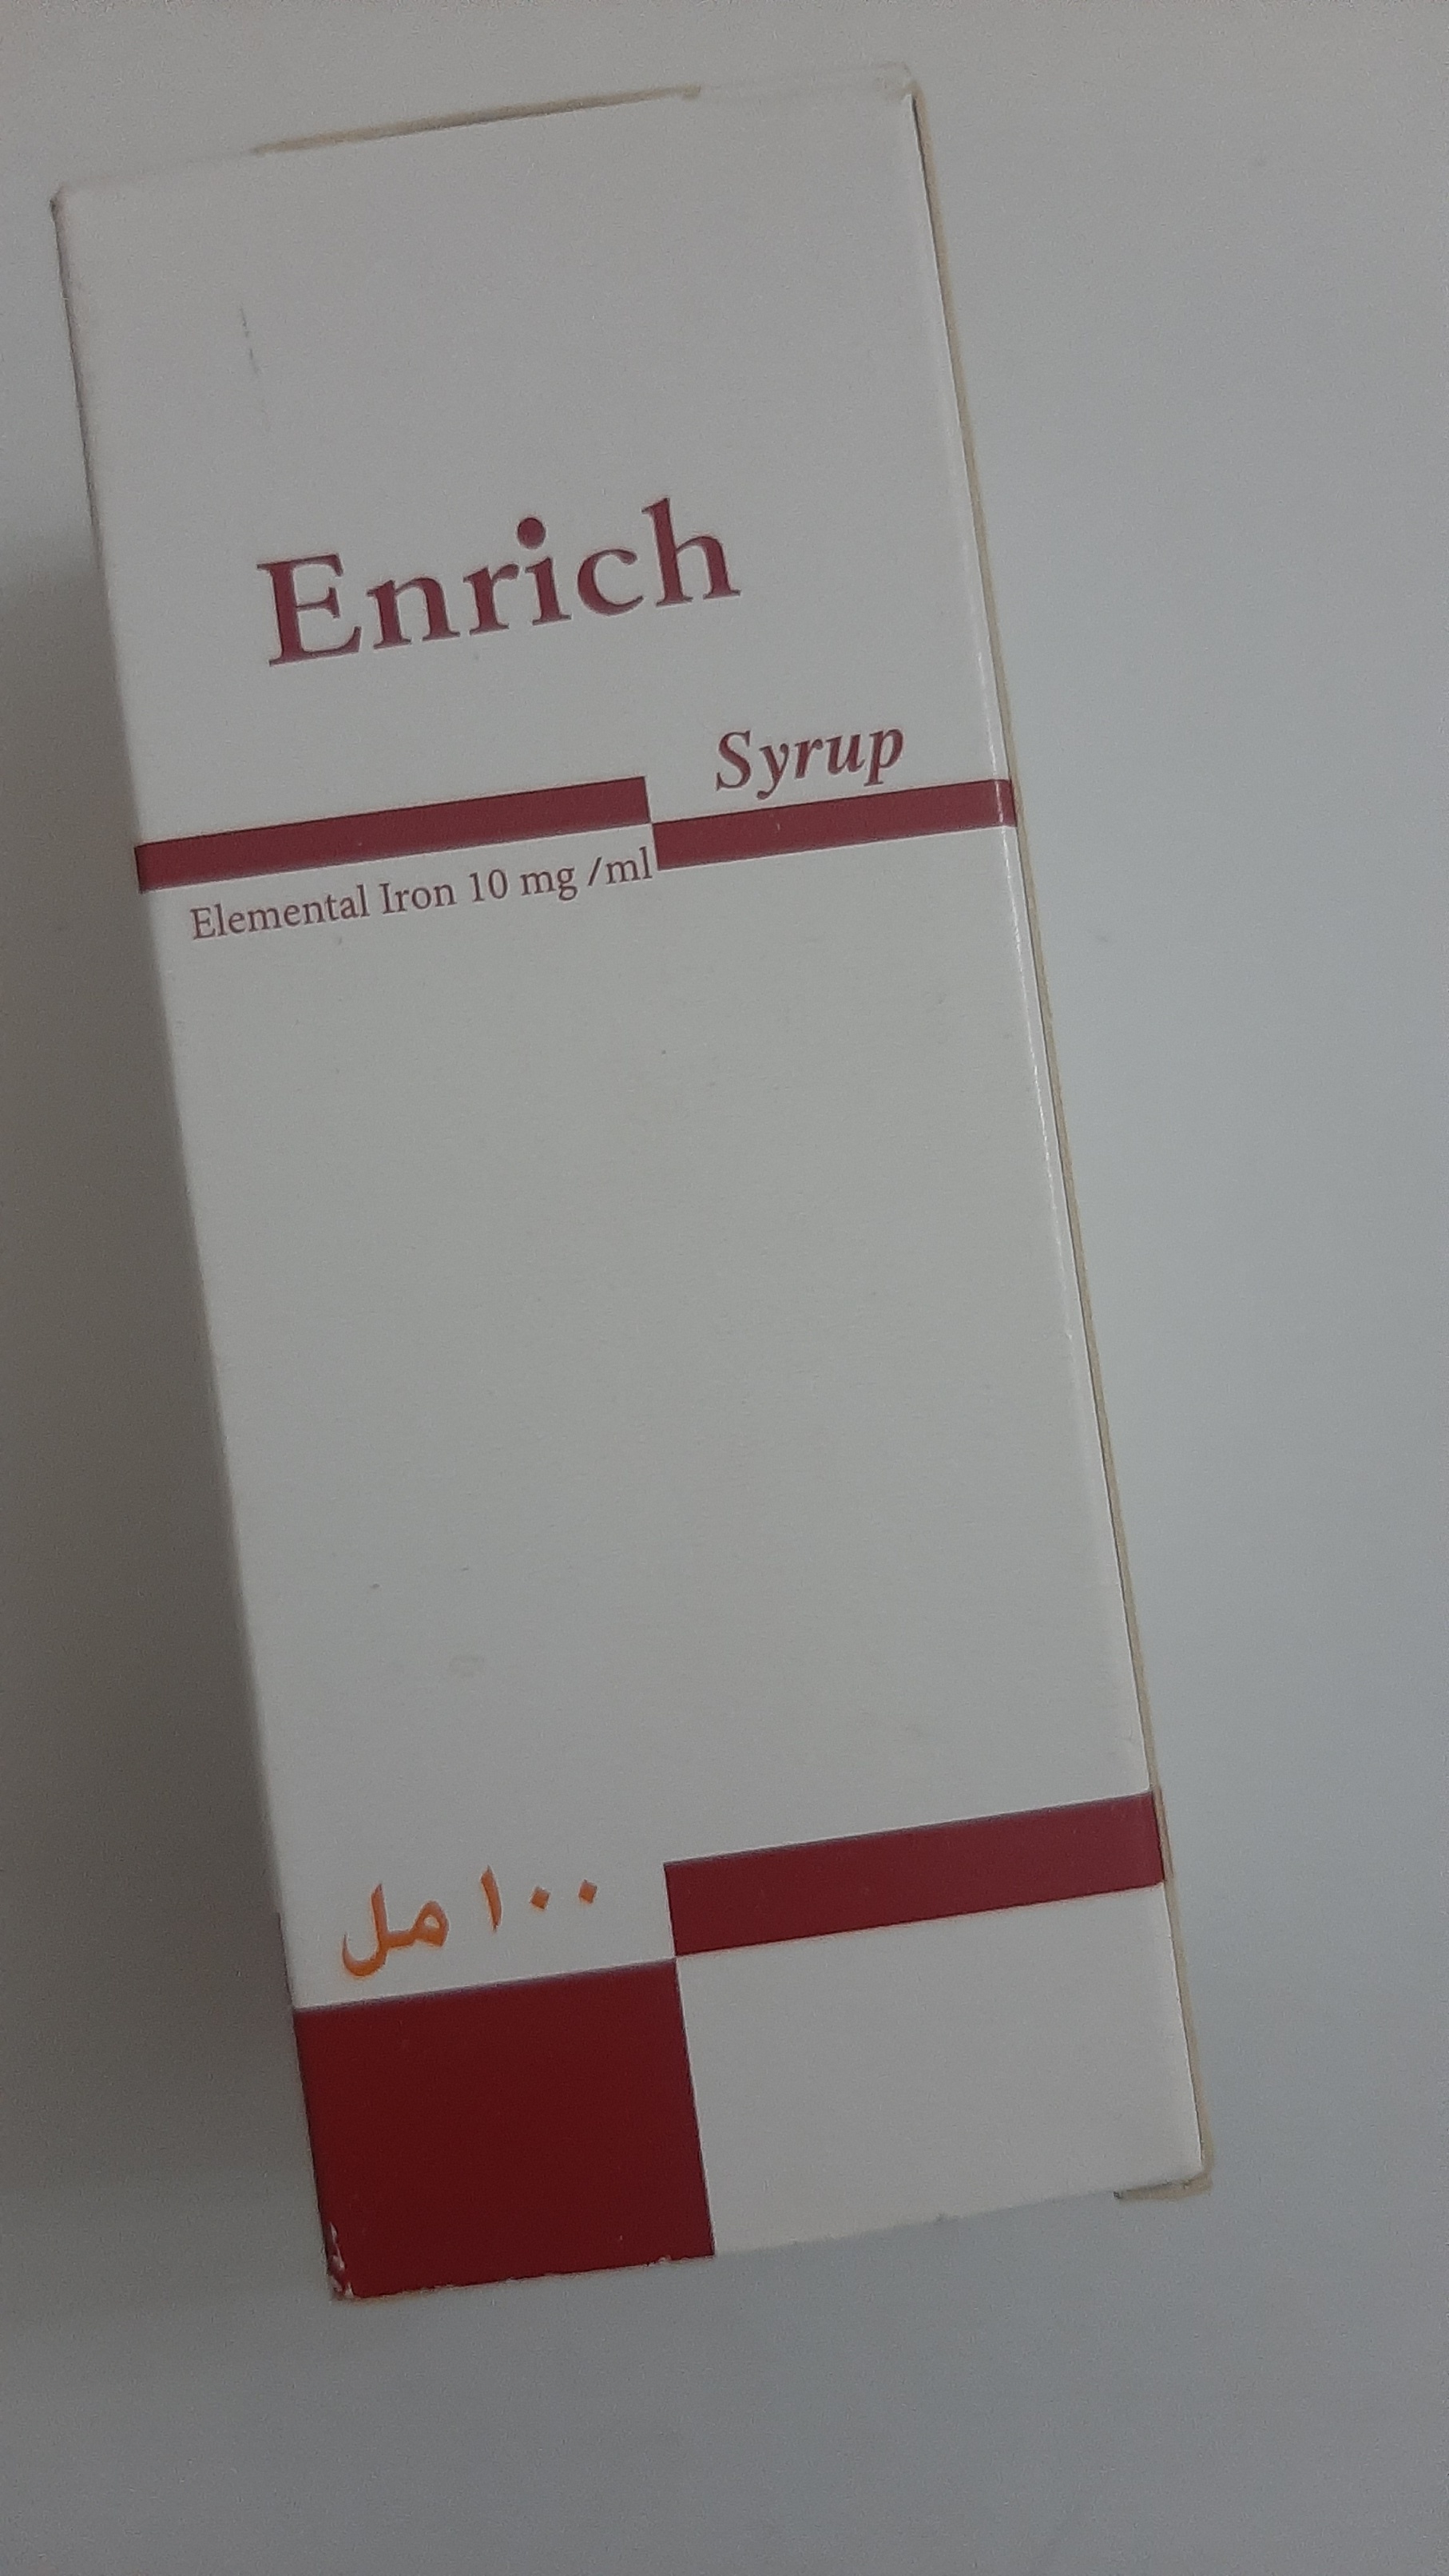 Enrich
Syrup
Elemental Iron 10 mg /ml
١٠٠ مل